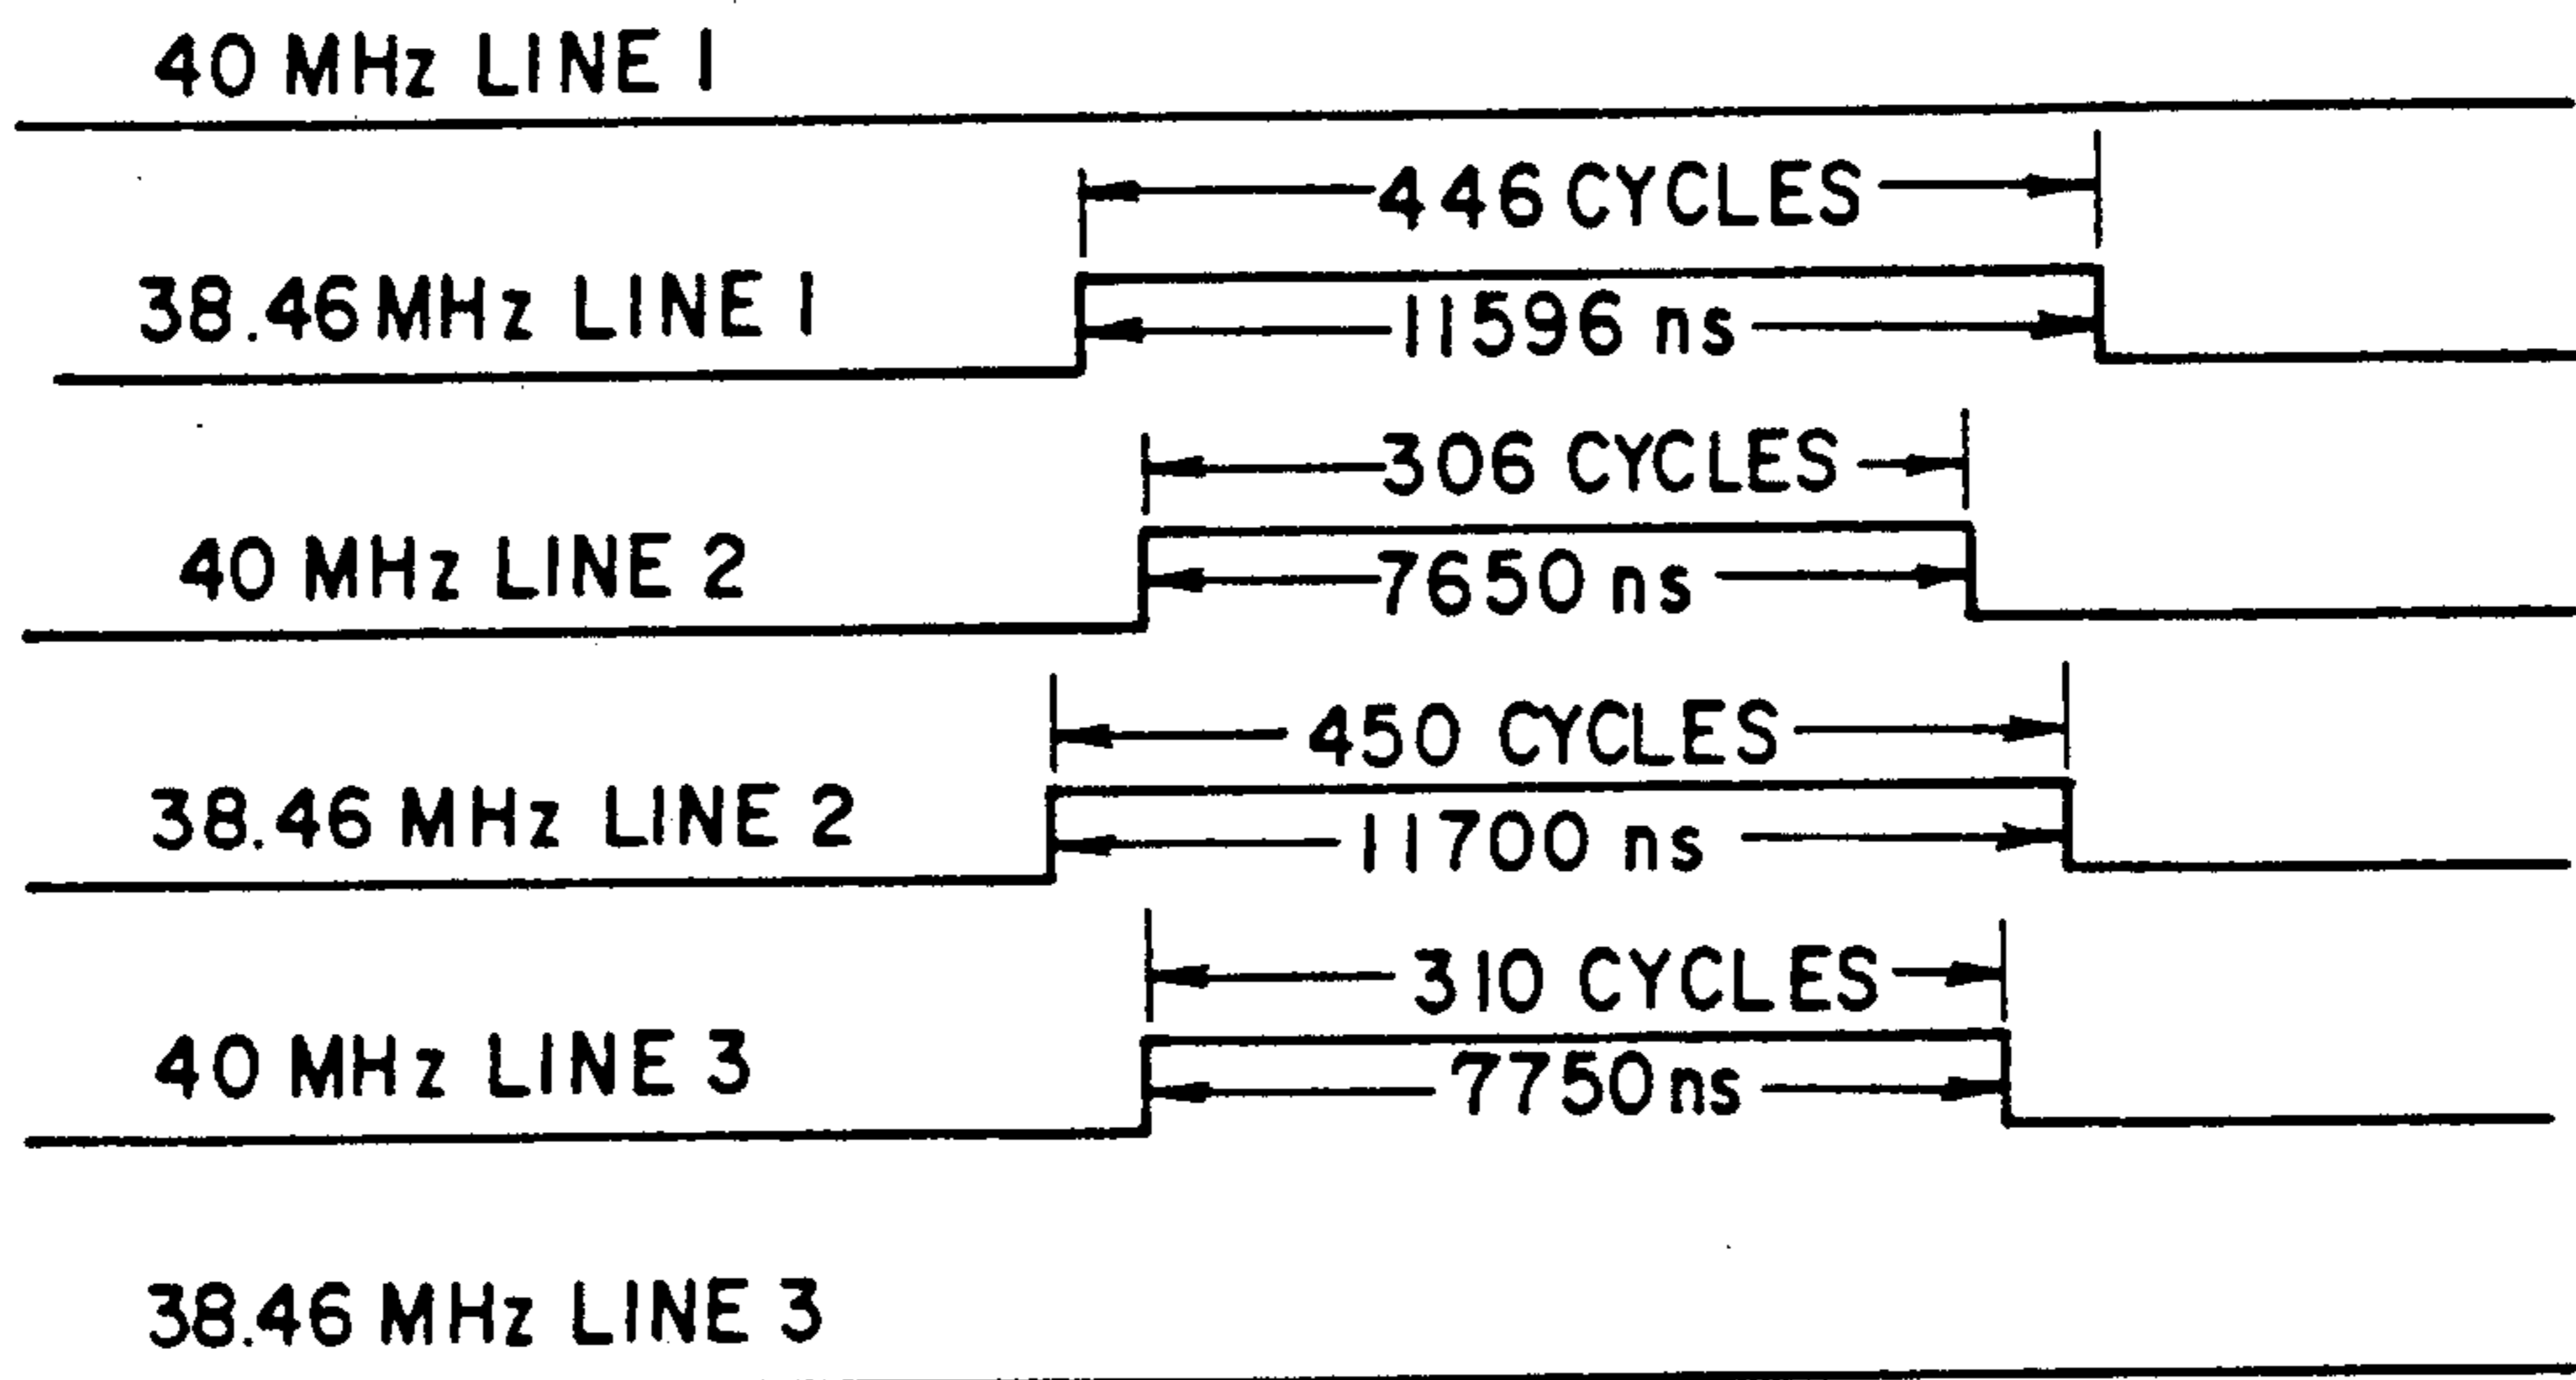 40 MHz LINE 1
446 CYCLES
38.46 MHz LINE 1
11596 ns
306 CYCLES
40 MHz LINE 2
7650 ns
450 CYCLES
38.46 MHz LINE 2
11700 ns
310 CYCLES
40 MHz LINE 3
7750 ns
38.46 MHz LINE 3